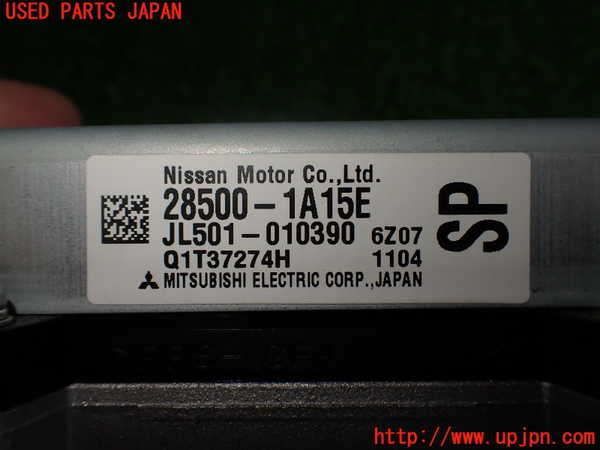 USED PARTS JAPAN
Nissan Motor Co.,Ltd.
28500-1A15E
JL501-010390 6Z07
Q1T37274H 1104
MITSUBISHI ELECTRIC CORP.,JAPAN
SP
http://www.upjpn.com